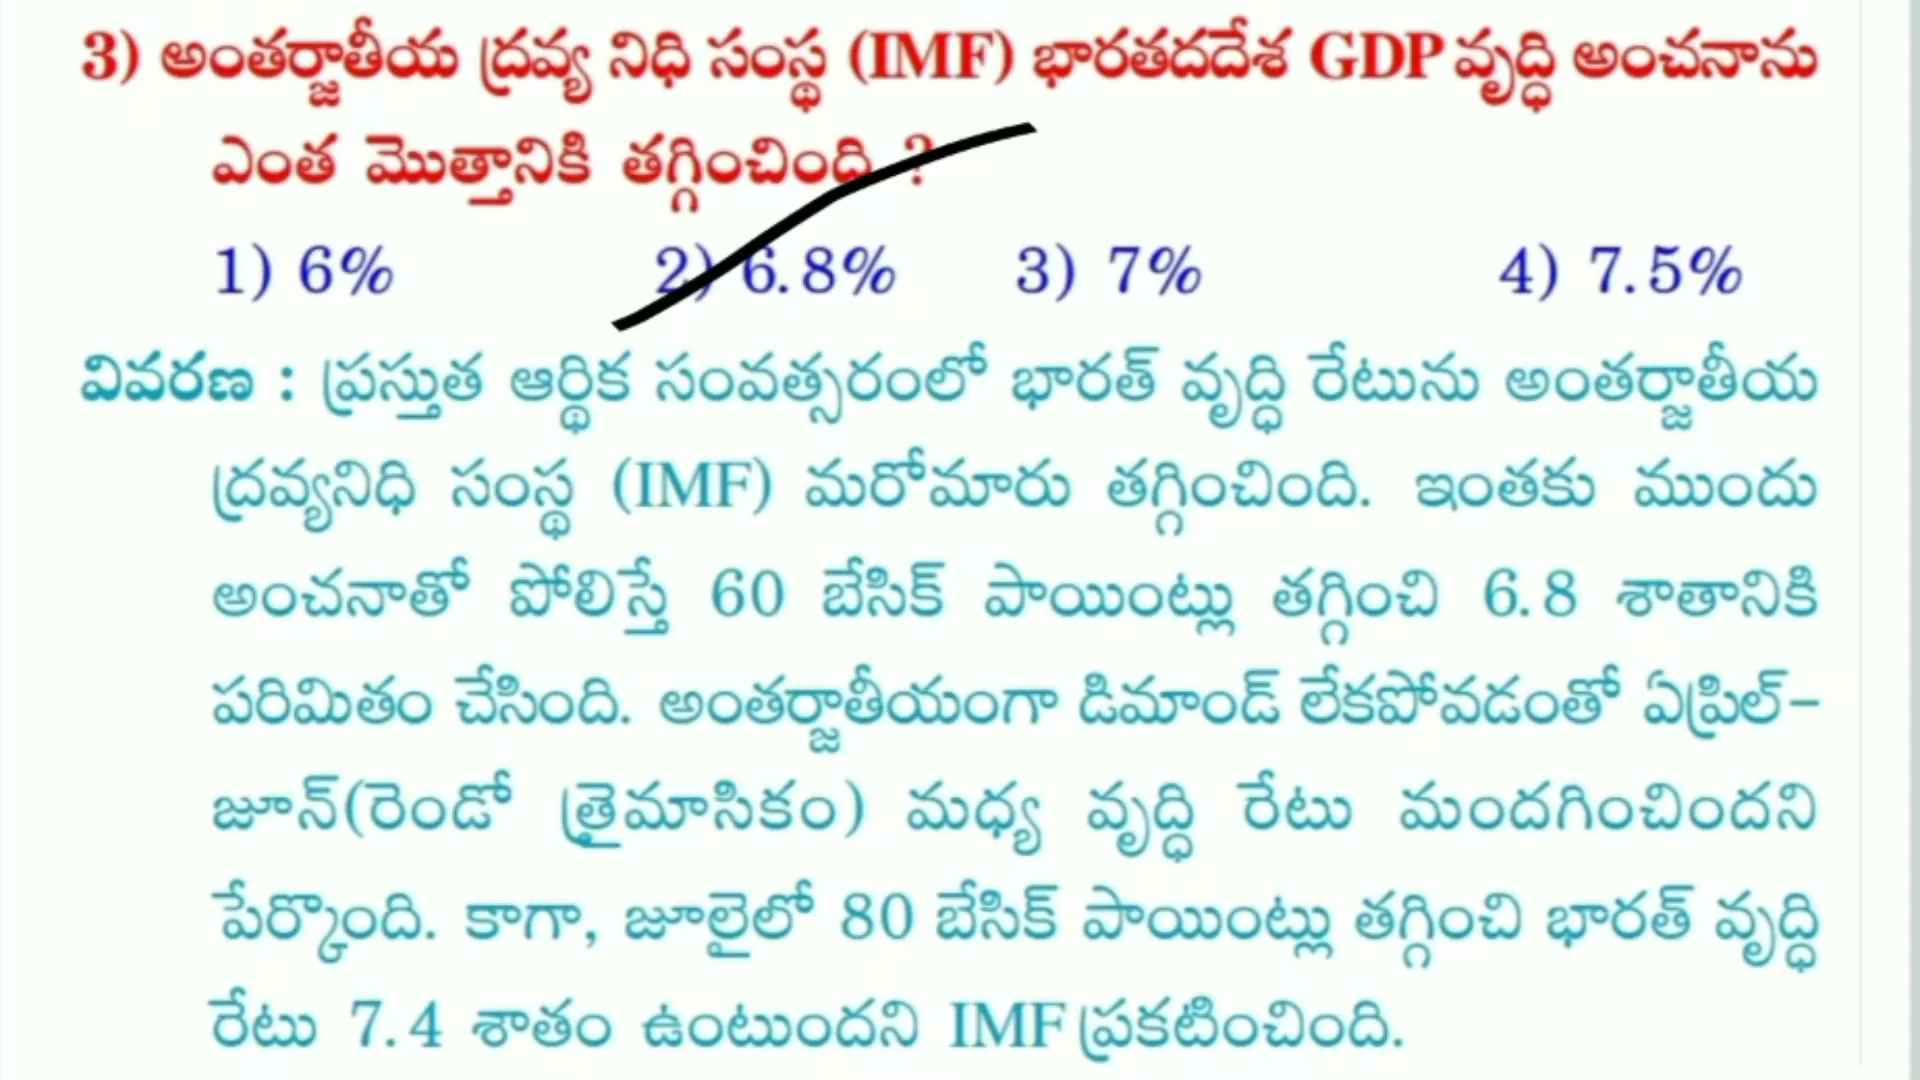 3) అంతర్జాతీయ ద్రవ్య నిధి సంస్థ (IMF) భారతదదేశ GDP వృద్ధి అంచనాను
ఎంత మొత్తానికి తగ్గించింది ?
1) 6% 2) 6.8% 3) 7% 4) 7.5%
వివరణ : ప్రస్తుత ఆర్థిక సంవత్సరంలో భారత్ వృద్ధి రేటును అంతర్జాతీయ
ద్రవ్యనిధి సంస్థ (IMF) మరోమారు తగ్గించింది. ఇంతకు ముందు
అంచనాతో పోలిస్తే 60 బేసిక్ పాయింట్లు తగ్గించి 6.8 శాతానికి
పరిమితం చేసింది. అంతర్జాతీయంగా డిమాండ్ లేకపోవడంతో ఏప్రిల్-
జూన్(రెండో త్రైమాసికం) మధ్య వృద్ధి రేటు మందగించిందని
పేర్కొంది. కాగా, జూలైలో 80 బేసిక్ పాయింట్లు తగ్గించి భారత్ వృద్ధి
రేటు 7.4 శాతం ఉంటుందని IMF ప్రకటించింది.